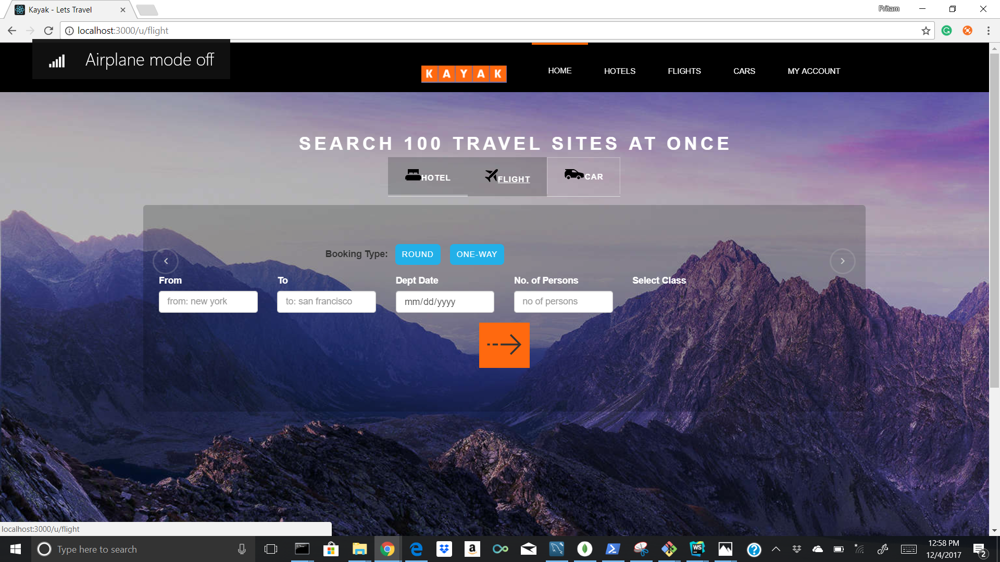 Kayak - Lets Travel
Pritam
localhost:3000/u/flight
Airplane mode off
KAYAK
HOME
HOTELS
FLIGHTS
CARS
MY ACCOUNT
SEARCH 100 TRAVEL SITES AT ONCE
HOTEL
FLIGHT
CAR
Booking Type:
ROUND
ONE-WAY
From
To
Dept Date
No. of Persons
Select Class
from: new york
to: san francisco
mm/dd/yyyy
no of persons
localhost:3000/u/flight
Type here to search
a
WS
12:58 PM
12/4/2017
2